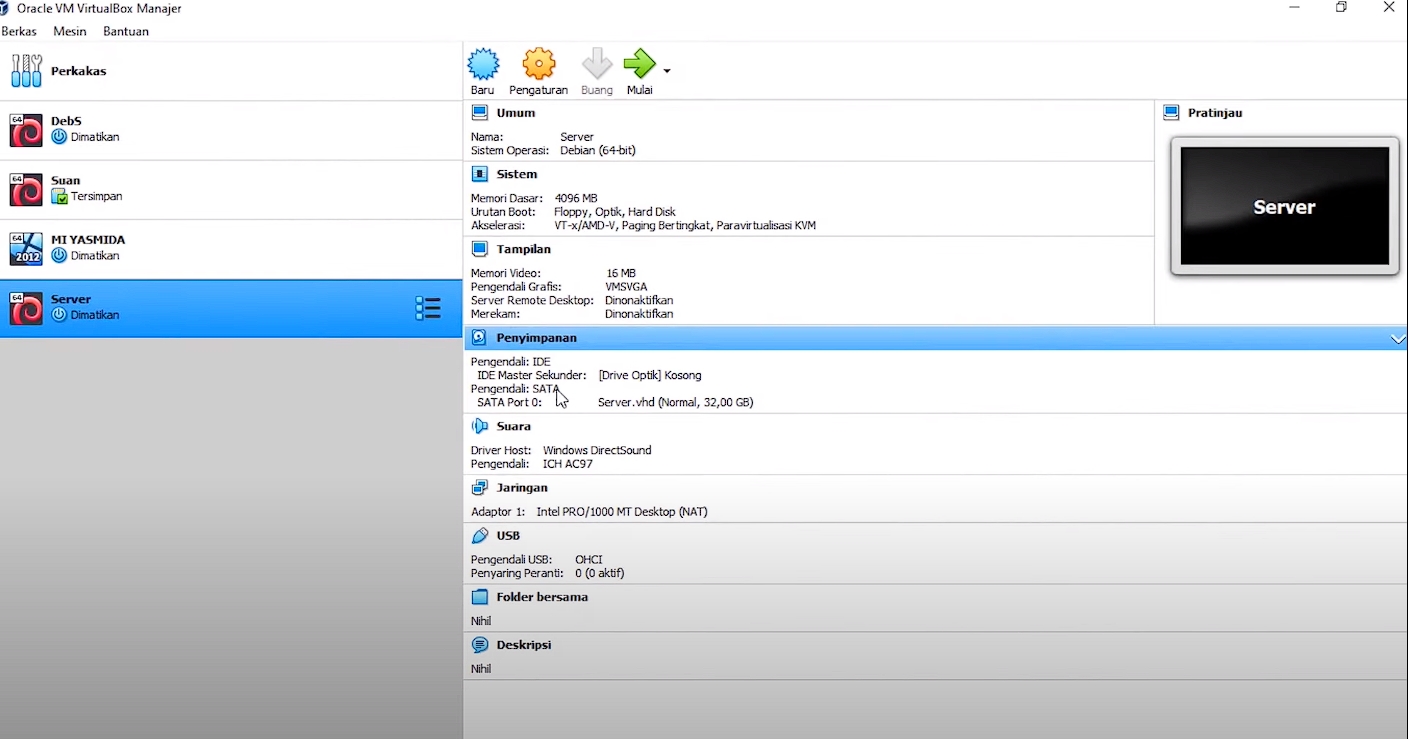 Oracle VM VirtualBox Manajer
Berkas Mesin Bantuan
Perkakas
64
DebS
Dimatikan
64
Suan
Tersimpan
64
2012
MI YASMIDA
Dimatikan
64
Server
Dimatikan
Baru Pengaturan Buang Mulai
Umum
Nama: Server
Sistem Operasi: Debian (64-bit)
Sistem
Memori Dasar: 4096 MB
Urutan Boot: Floppy, Optik, Hard Disk
Akselerasi: VT-x/AMD-V, Paging Bertingkat, Paravirtualisasi KVM
Tampilan
Memori Video: 16 MB
Pengendali Grafis: VMSVGA
Server Remote Desktop: Dinonaktifkan
Merekam: Dinonaktifkan
Pratinjau
Server
Penyimpanan
Pengendali: IDE
IDE Master Sekunder: [Drive Optik] Kosong
Pengendali: SATA
SATA Port 0: Server.vhd (Normal, 32,00 GB)
Suara
Driver Host: Windows DirectSound
Pengendali: ICH AC97
Jaringan
Adaptor 1: Intel PRO/1000 MT Desktop (NAT)
USB
Pengendali USB: OHCI
Penyaring Peranti: 0 (0 aktif)
Folder bersama
Nihil
Deskripsi
Nihil